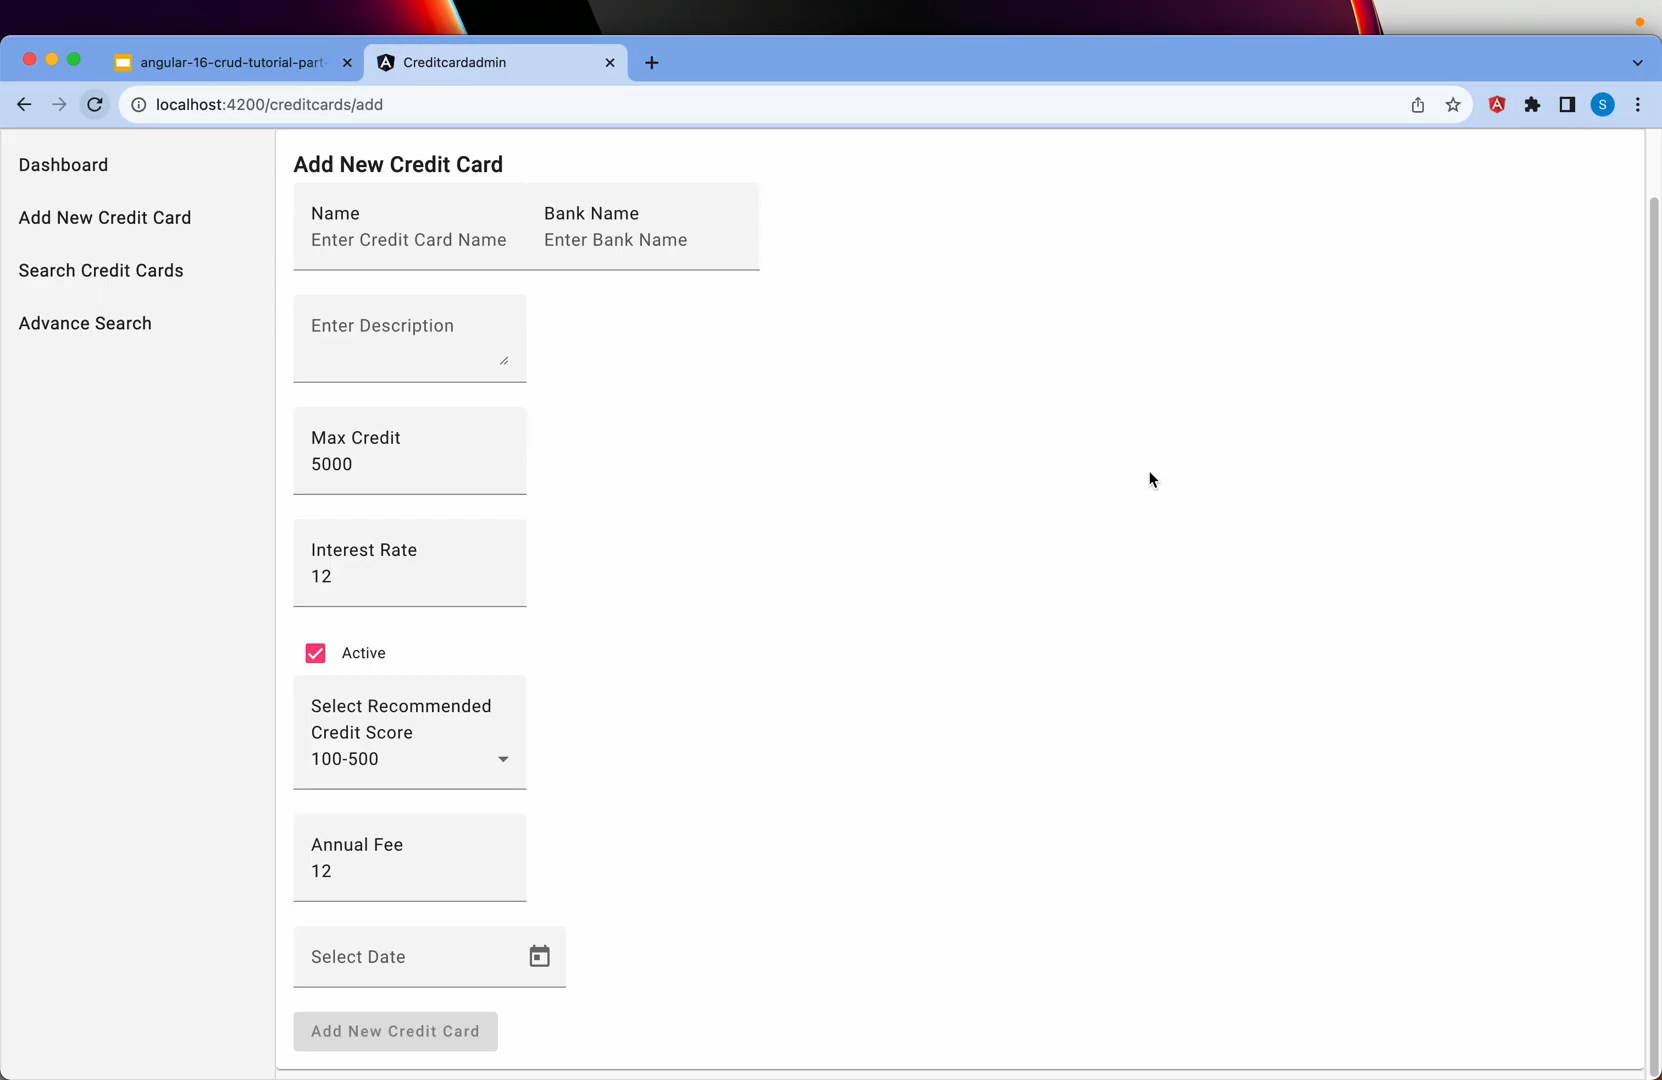 angular-16-crud-tutorial-part-
Creditcardadmin
localhost:4200/creditcards/add
S
Dashboard
Add New Credit Card
Search Credit Cards
Advance Search
Add New Credit Card
Name
Enter Credit Card Name
Bank Name
Enter Bank Name
Enter Description
Max Credit
5000
Interest Rate
12
Active
Select Recommended
Credit Score
100-500
Annual Fee
12
Select Date
Add New Credit Card